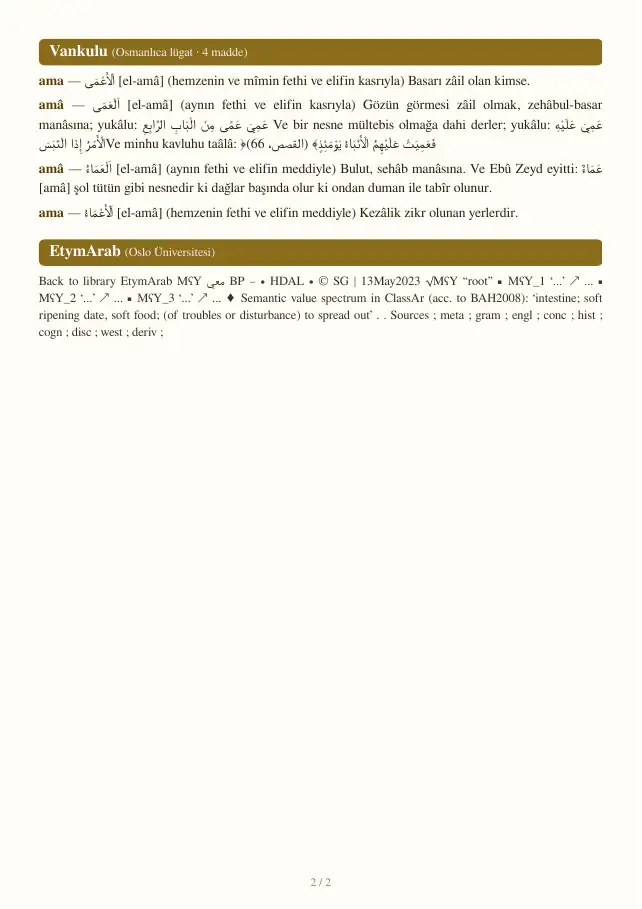 Vankulu (Osmanlıca lügat · 4 madde)
ama — اَلْأَعْمَى [el-amâ] (hemzenin ve mîmin fethi ve elifin kasrıyla) Basarı zâil olan kimse.
amâ — اَلْعَمَى [el-amâ] (aynın fethi ve elifin kasrıyla) Gözün görmesi zâil olmak, zehâbul-basar
manâsına; yukâlu: عَمِيَ عَمًى مِنَ الْبَابِ الرَّابِعِ Ve bir nesne mültebis olmağa dahi derler; yukâlu: عَمِيَ عَلَيْهِ
الْأَمْرُ إِذَا الْتَبَسَ Ve minhu kavluhu taâlâ: ﴿فَعَمِيَتْ عَلَيْهِمُ الْأَنْبَاءُ يَوْمَئِذٍ﴾ (القصص، 66)
amâ — اَلْعَمَاءُ [el-amâ] (aynın fethi ve elifin meddiyle) Bulut, sehâb manâsına. Ve Ebû Zeyd eyitti: عَمَاءٌ
[amâ] şol tütün gibi nesnedir ki dağlar başında olur ki ondan duman ile tabîr olunur.
ama — اَلْأَعْمَاءُ [el-amâ] (hemzenin fethi ve elifin meddiyle) Kezâlik zikr olunan yerlerdir.
EtymArab (Oslo Üniversitesi)
Back to library EtymArab MʕY معي BP – • HDAL • © SG | 13May2023 √MʕY “root” ▪ MʕY_1 ‘...’ ↗ ... ▪
MʕY_2 ‘...’ ↗ ... ▪ MʕY_3 ‘...’ ↗ ... ♦ Semantic value spectrum in ClassAr (acc. to BAH2008): ‘intestine; soft
ripening date, soft food; (of troubles or disturbance) to spread out’ . . Sources ; meta ; gram ; engl ; conc ; hist ;
cogn ; disc ; west ; deriv ;
2 / 2